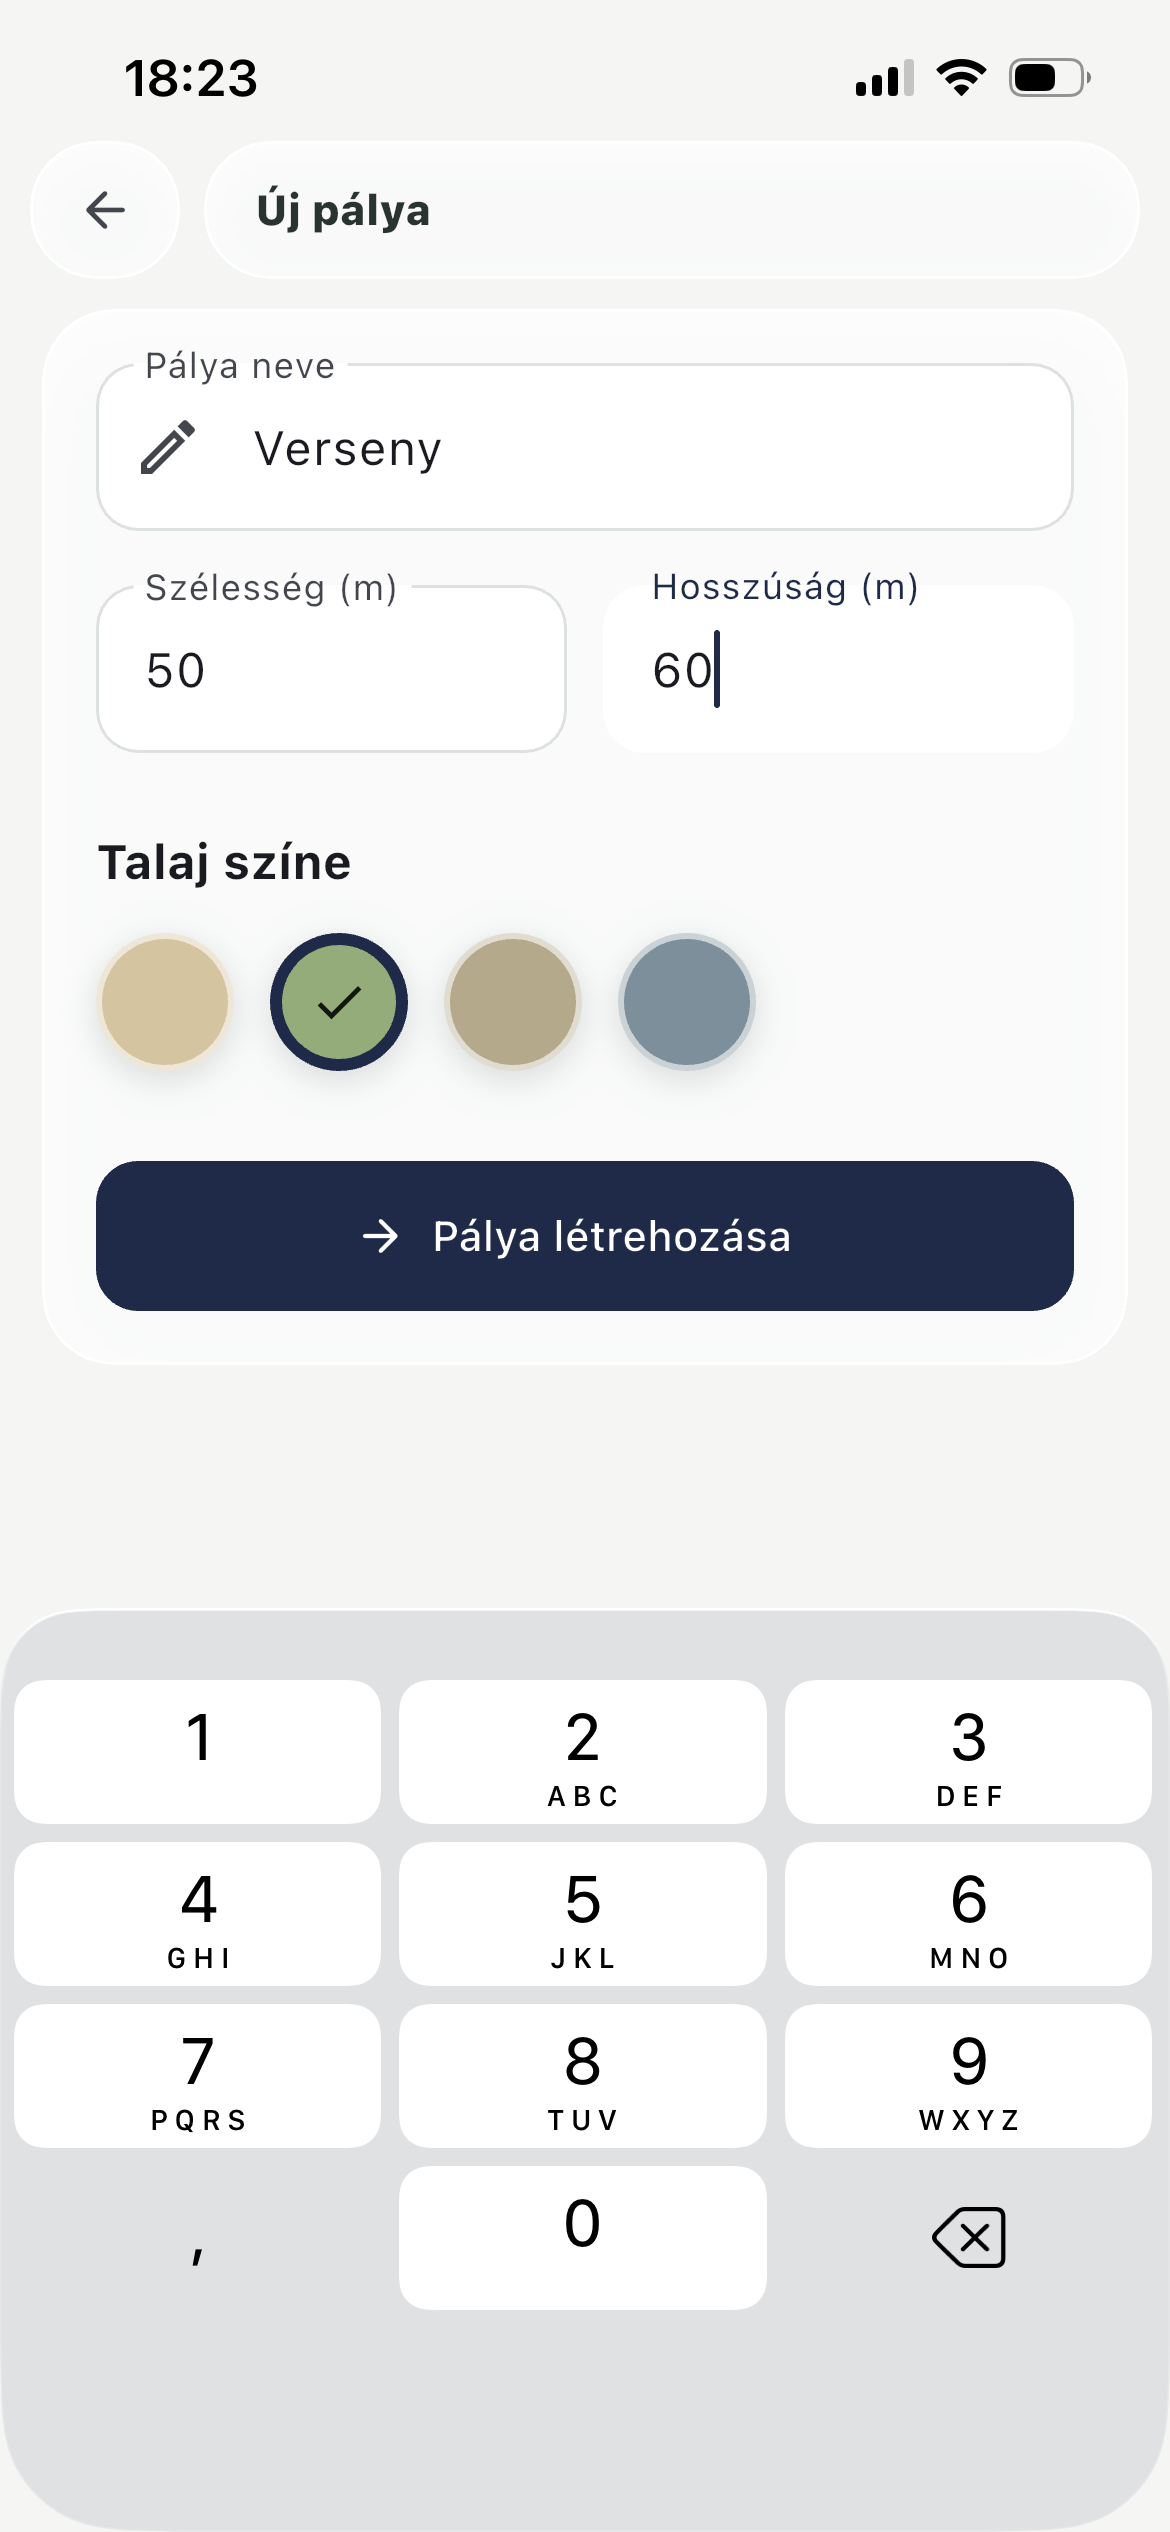 18:23
Új pálya
Pálya neve
Verseny
Szélesség (m)
Hosszúság (m)
50
60
Talaj színe
Pálya létrehozása
1
2
3
ABC
DEF
4
5
6
GHI
JKL
MNO
7
8
9
PQRS
TUV
WXYZ
,
0